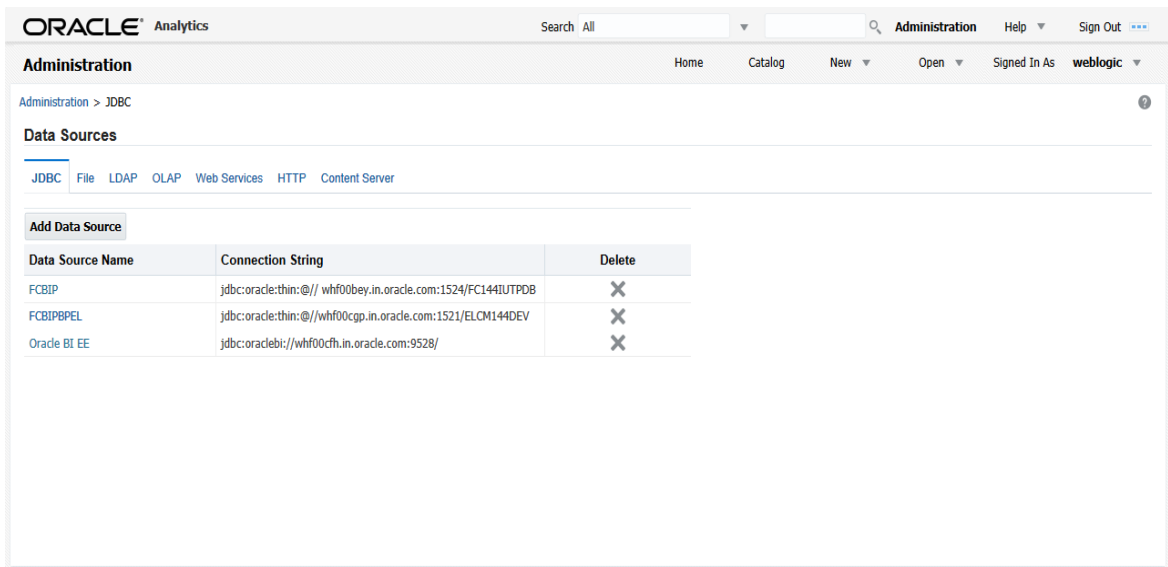 ORACLE Analytics Search All Administration Help Sign Out
Administration Home Catalog New Open Signed In As weblogic
Administration > JDBC ?
Data Sources
JDBC File LDAP OLAP Web Services HTTP Content Server
Add Data Source
Data Source Name Connection String Delete
FCBIP jdbc:oracle:thin:@// whf00bey.in.oracle.com:1524/FC144IUTPDB
FCBIPBPEL jdbc:oracle:thin:@//whf00cgp.in.oracle.com:1521/ELCM144DEV
Oracle BI EE jdbc:oraclebi://whf00cfh.in.oracle.com:9528/